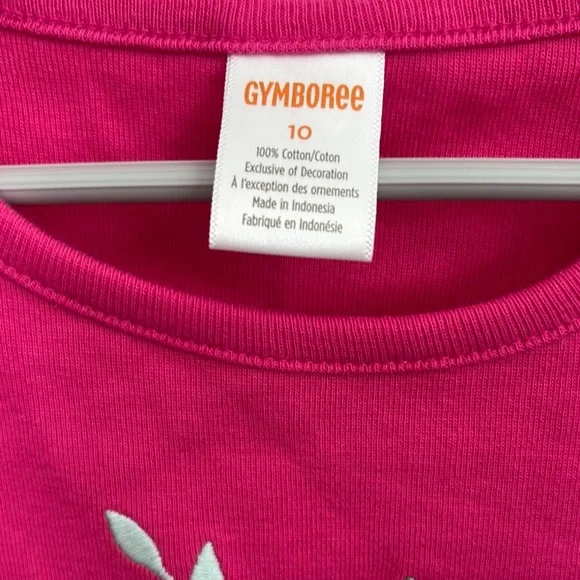 GYMBOREE
10
100% Cotton/Coton
Exclusive of Decoration
À l'exception des ornements
Made in Indonesia
Fabriqué en Indonésie